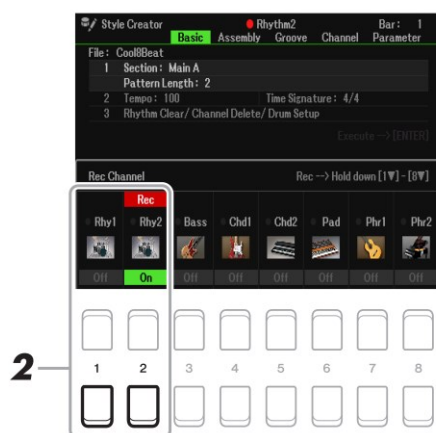 Style Creator Rhythm2 Bar: 1
Basic Assembly Groove Channel Parameter
File: Cool8Beat
1 Section: Main A
Pattern Length: 2
2 Tempo: 100 Time Signature: 4/4
3 Rhythm Clear/ Channel Delete/ Drum Setup
Execute -->[ENTER]
Rec Channel Rec --> Hold down [1▼]-[8▼]
Rec
Rhy1 Rhy2 Bass Chd1 Chd2 Pad Phr1 Phr2
Off On Off Off Off Off Off Off
2 1 2 3 4 5 6 7 8